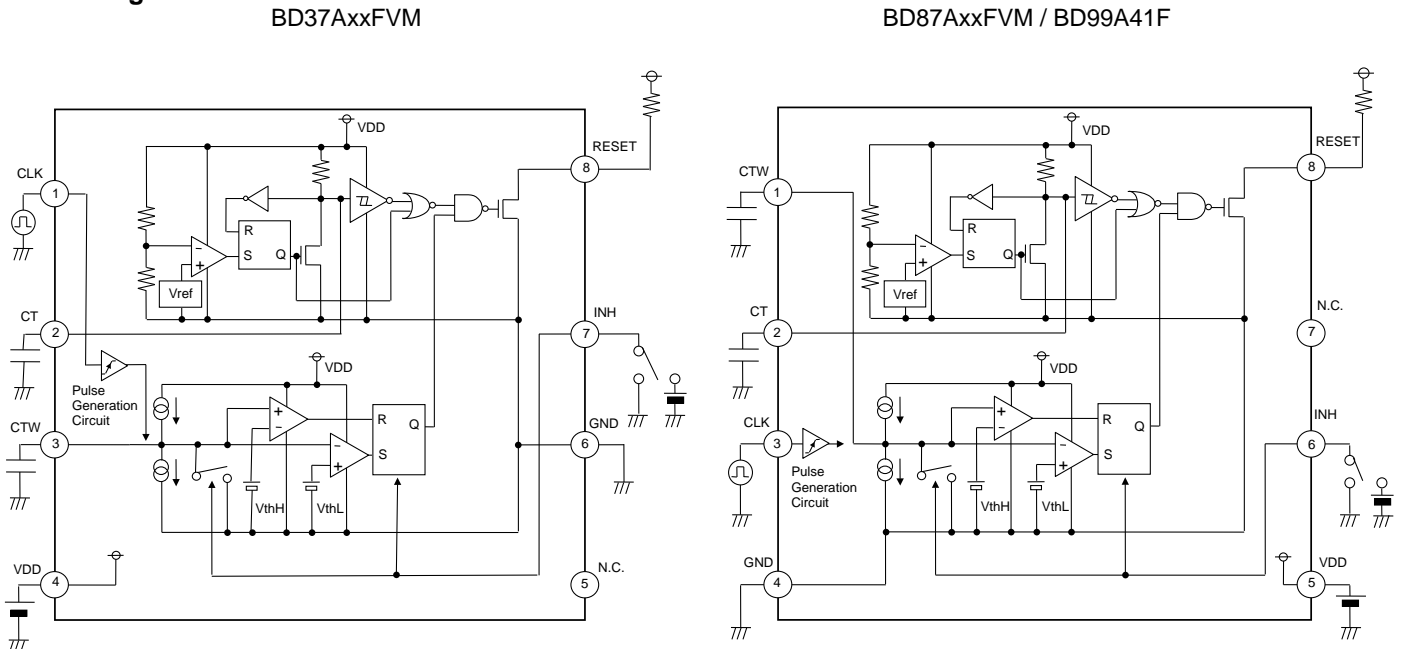 BD37AxxFVM
VDD
RESET
8
CLK
1
R
S
Q
Vref
CT
2
INH
7
VDD
Pulse
Generation
Circuit
CTW
3
R
S
Q
GND
6
VthH
VthL
VDD
4
N.C.
5
BD87AxxFVM / BD99A41F
VDD
RESET
8
CTW
1
R
S
Q
Vref
N.C.
7
CT
2
VDD
CLK
3
Pulse
Generation
Circuit
R
S
Q
INH
6
VthH
VthL
GND
4
VDD
5